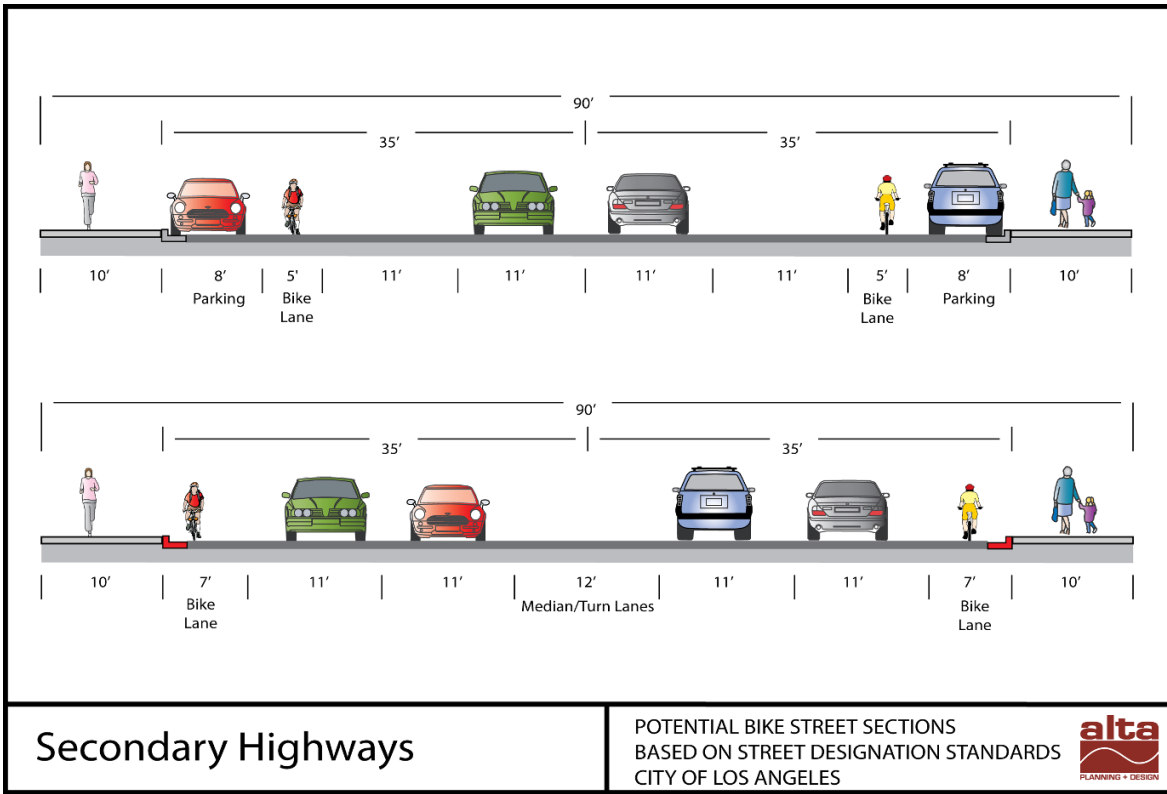 90′
35′ 35′
10′ 8′ 5′ 11′ 11′ 11′ 11′ 5′ 8′ 10′
Parking Bike Bike Parking
Lane Lane
90′
35′ 35′
10′ 7′ 11′ 11′ 12′ 11′ 11′ 7′ 10′
Bike Median/Turn Lanes Bike
Lane Lane
Secondary Highways
POTENTIAL BIKE STREET SECTIONS
BASED ON STREET DESIGNATION STANDARDS
CITY OF LOS ANGELES
alta
PLANNING + DESIGN